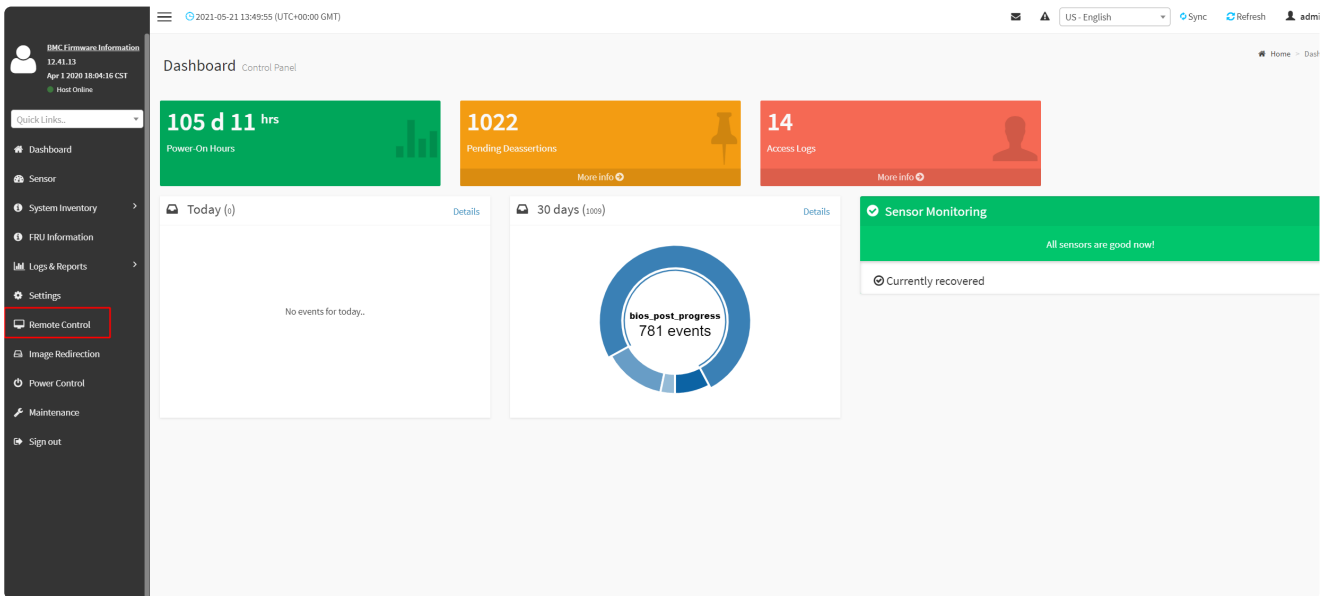 2021-05-21 13:49:55 (UTC+00:00 GMT)
US - English
Sync
Refresh
admi
BMC Firmware Information
12.41.13
Apr 1 2020 18:04:16 CST
Host Online
Quick Links..
Dashboard
Sensor
System Inventory
FRU Information
Logs & Reports
Settings
Remote Control
Image Redirection
Power Control
Maintenance
Sign out
Dashboard Control Panel
Home > Dash
105 d 11 hrs
Power-On Hours
1022
Pending Deassertions
More info
14
Access Logs
More info
Today (0)
Details
No events for today..
30 days (1009)
Details
bios_post_progress
781 events
Sensor Monitoring
All sensors are good now!
Currently recovered